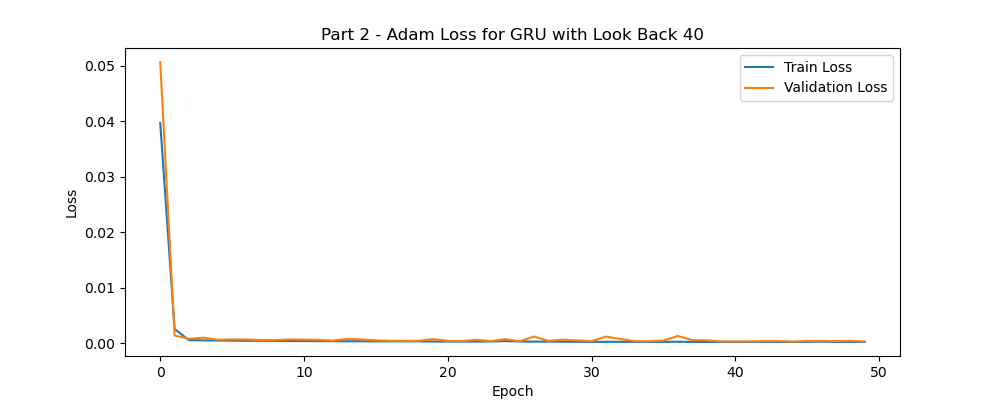 Part 2 - Adam Loss for GRU with Look Back 40
Train Loss
Validation Loss
Loss
0.05
0.04
0.03
0.02
0.01
0.00
0 10 20 30 40 50
Epoch